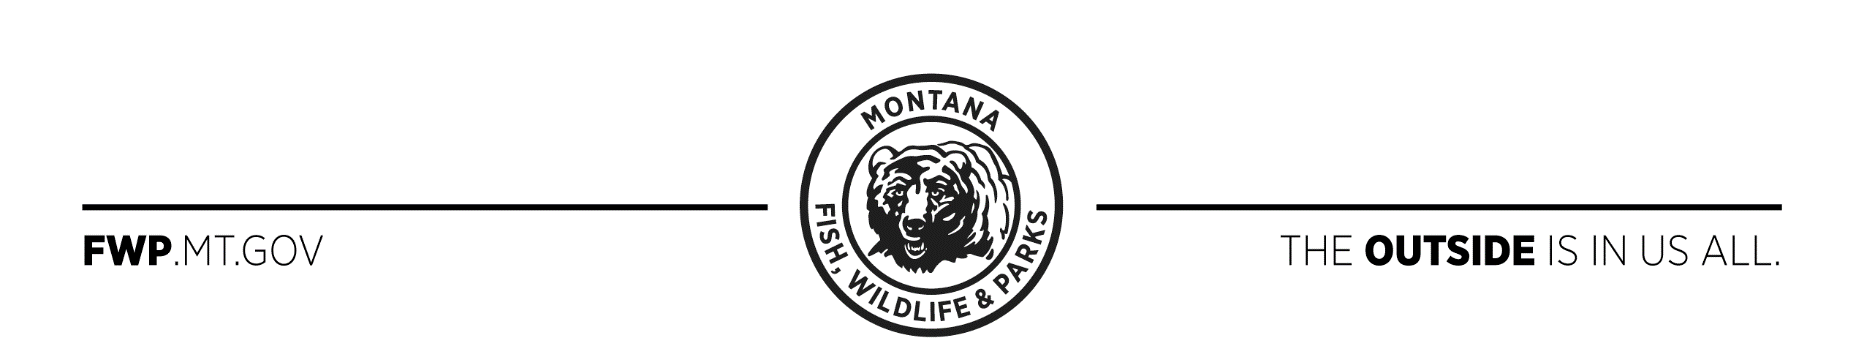 MONTANA
FISH, WILDLIFE & PARKS
FWP.MT.GOV
THE OUTSIDE IS IN US ALL.